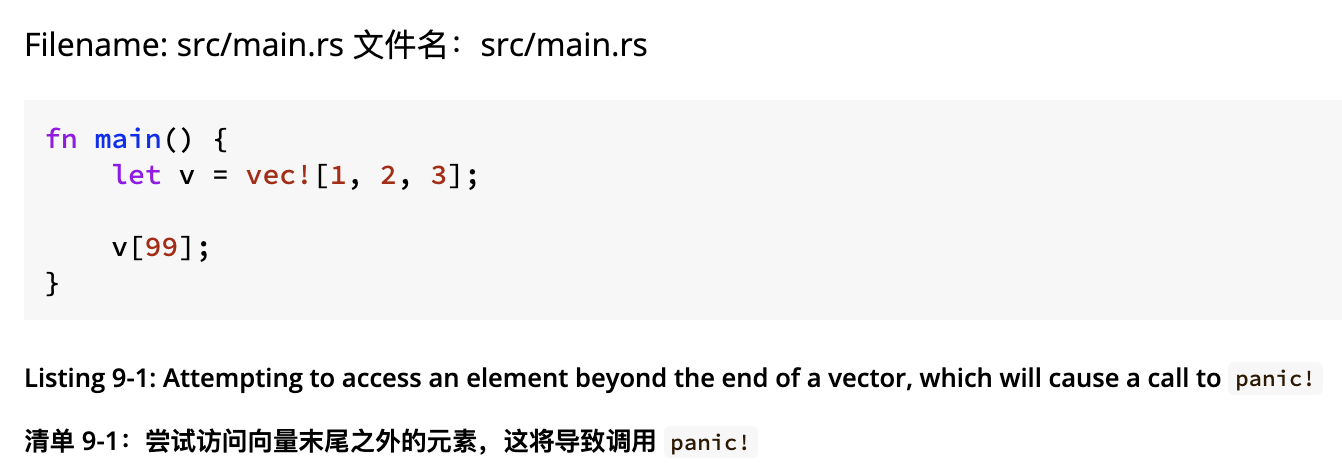 Filename: src/main.rs 文件名：src/main.rs
fn main() {
    let v = vec![1, 2, 3];

    v[99];
}
Listing 9-1: Attempting to access an element beyond the end of a vector, which will cause a call to panic!
清单 9-1：尝试访问向量末尾之外的元素，这将导致调用 panic!